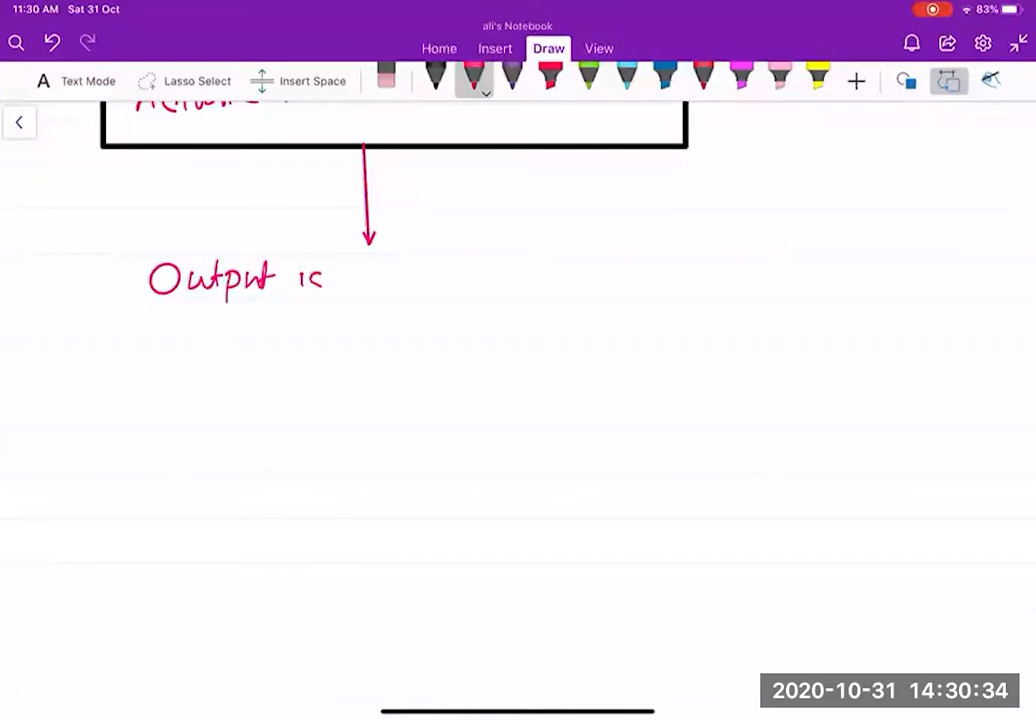 11:30 AM Sat 31 Oct
83%
ali's Notebook
Home Insert Draw View
A Text Mode Lasso Select Insert Space
Output is
2020-10-31 14:30:34